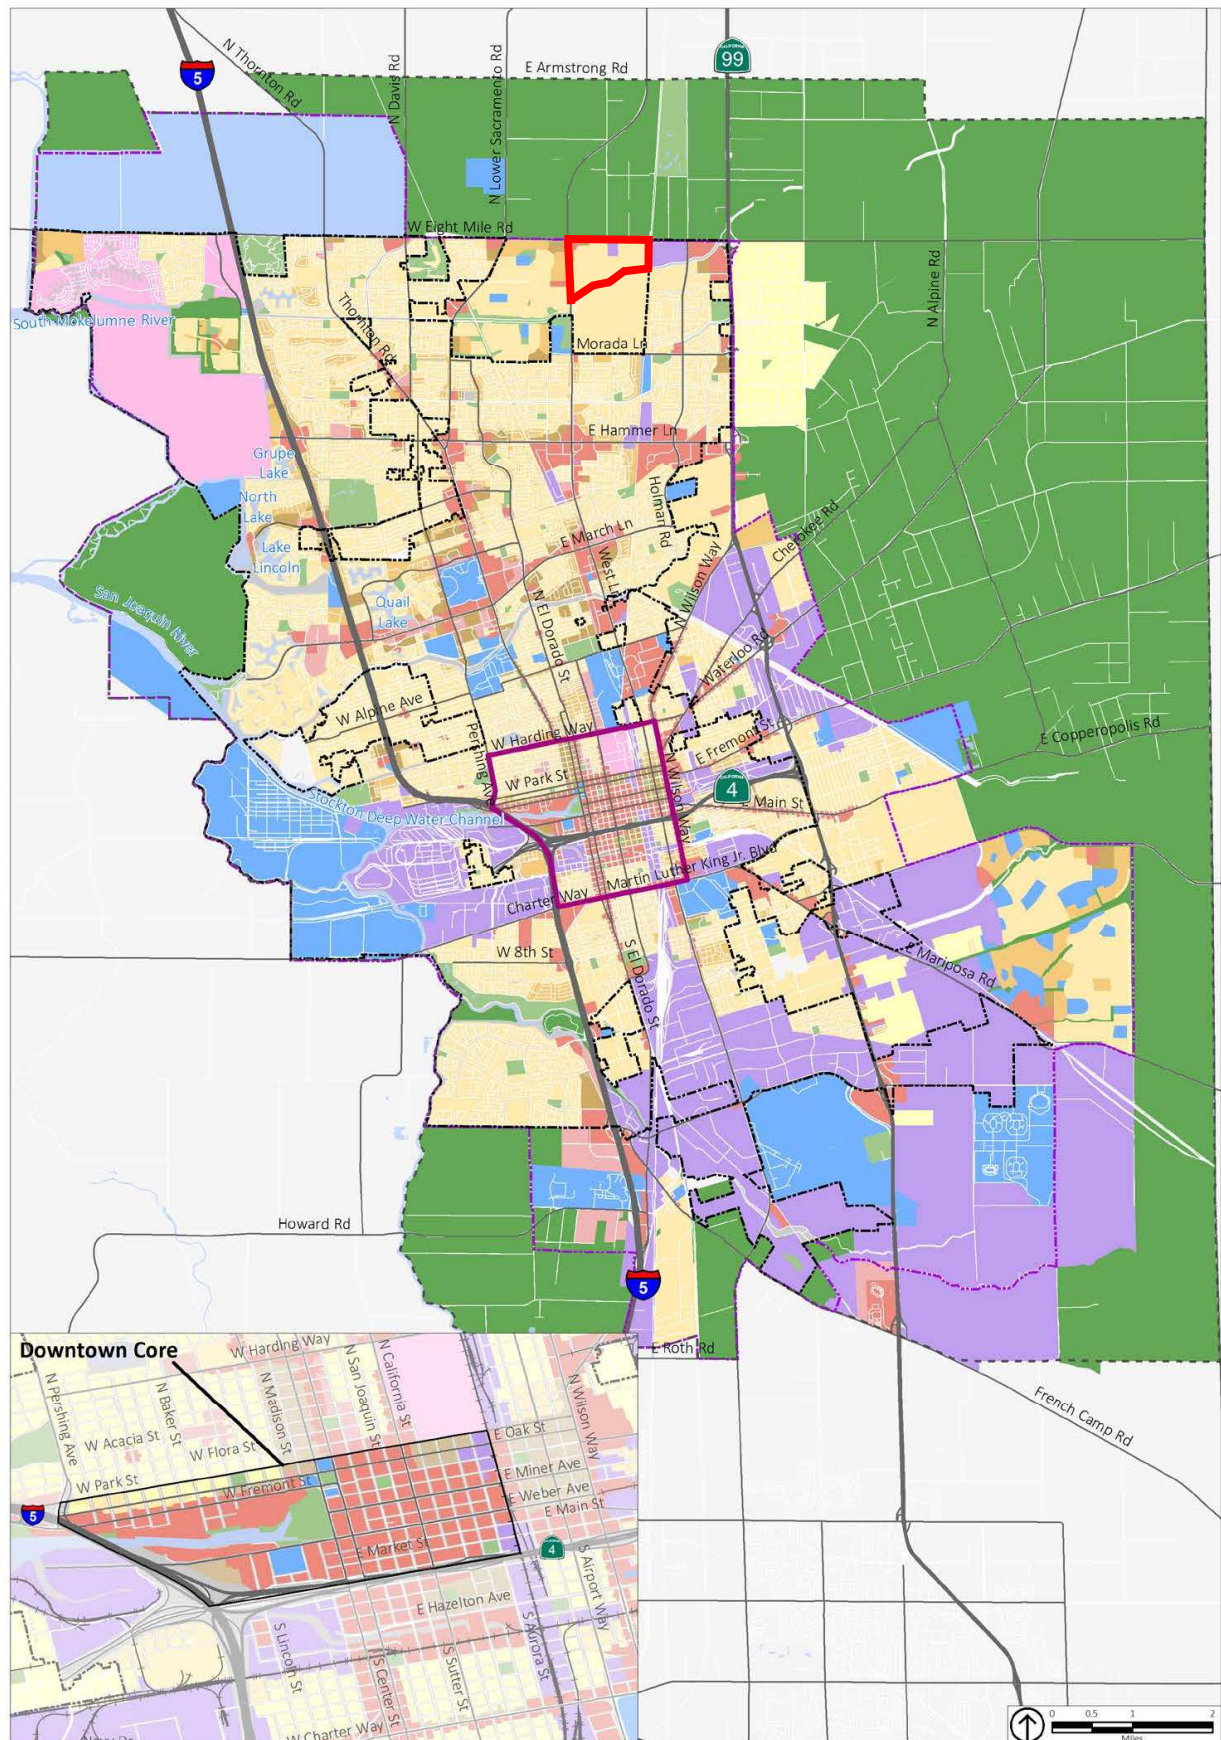 5
CALIFORNIA
99
N Thornton Rd
N Davis Rd
N Lower Sacramento Rd
E Armstrong Rd
W Eight Mile Rd
N Alpine Rd
South Mokelumne River
Thornton Rd
Morada Ln
E Hammer Ln
Grupe
Lake
North
Lake
Holman Rd
Lake
Lincoln
E March Ln
West Ln
N Wilson Way
Cherokee Rd
San Joaquin River
Quail
Lake
N El Dorado St
Waterloo Rd
W Alpine Ave
Pershing Ave
W Harding Way
E Fremont St
E Copperopolis Rd
W Park St
N Wilson Way
CALIFORNIA
4
E Main St
Stockton Deep Water Channel
Charter Way
Martin Luther King Jr. Blvd
W 8th St
S El Dorado St
E Mariposa Rd
Howard Rd
5
E Roth Rd
French Camp Rd
Downtown Core
W Harding Way
N Pershing Ave
N Baker St
N Madison St
N San Joaquin St
N California St
N Wilson Way
W Acacia St
W Flora St
E Oak St
W Park St
W Fremont St
E Miner Ave
E Weber Ave
E Main St
5
E Market St
4
S Airport Way
E Hazelton Ave
S Lincoln St
S Center St
S Sutter St
S Aurora St
W Charter Way
0 0.5 1 2
Miles